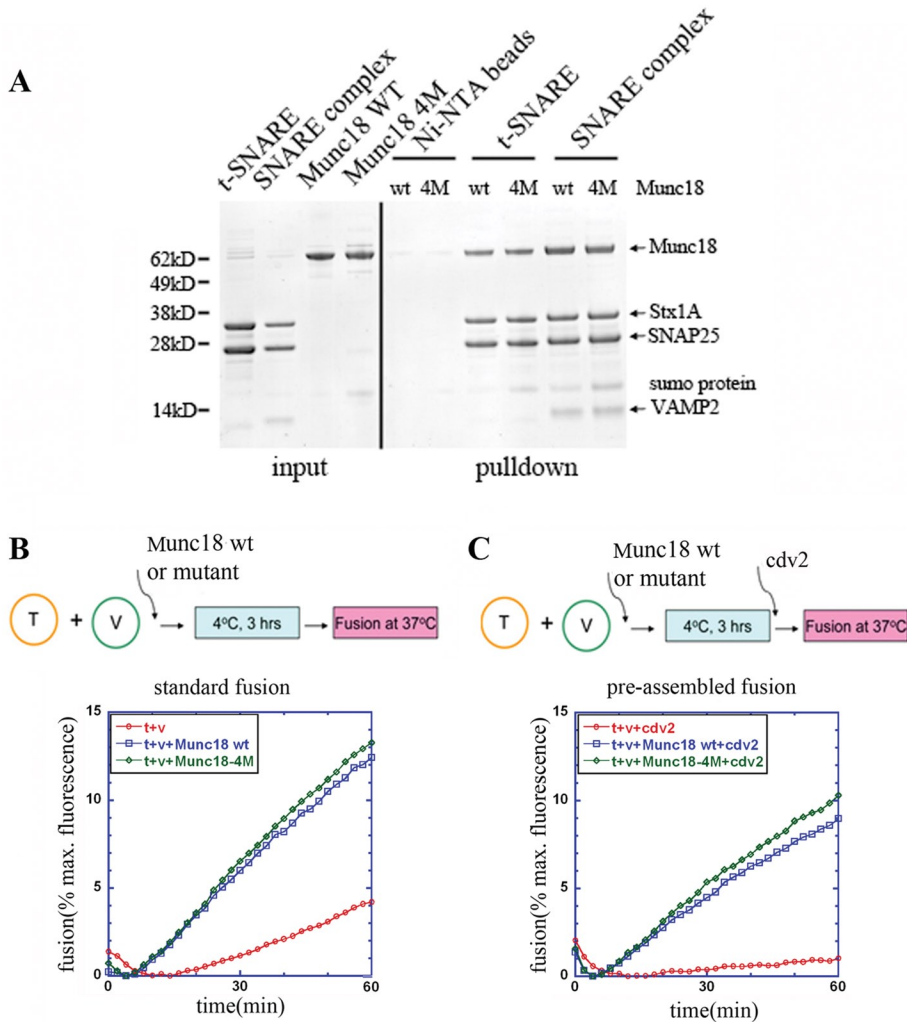 A
t-SNARE
SNARE complex
Munc18 WT
Munc18 4M
Ni-NTA beads
t-SNARE
SNARE complex
wt 4M wt 4M wt 4M Munc18
62kD
49kD
38kD
28kD
14kD
Munc18
Stx1A
SNAP25
sumo protein
VAMP2
input pulldown
B
Munc18 wt
or mutant
T + V 4°C, 3 hrs Fusion at 37°C
standard fusion
fusion(% max. fluorescence)
15
10
5
0
t+v
t+v+Munc18 wt
t+v+Munc18-4M
0 30 60
time(min)
C
Munc18 wt
or mutant
cdv2
T + V 4°C, 3 hrs Fusion at 37°C
pre-assembled fusion
fusion(% max. fluorescence)
15
10
5
0
t+v+cdv2
t+v+Munc18 wt+cdv2
t+v+Munc18-4M+cdv2
0 30 60
time(min)